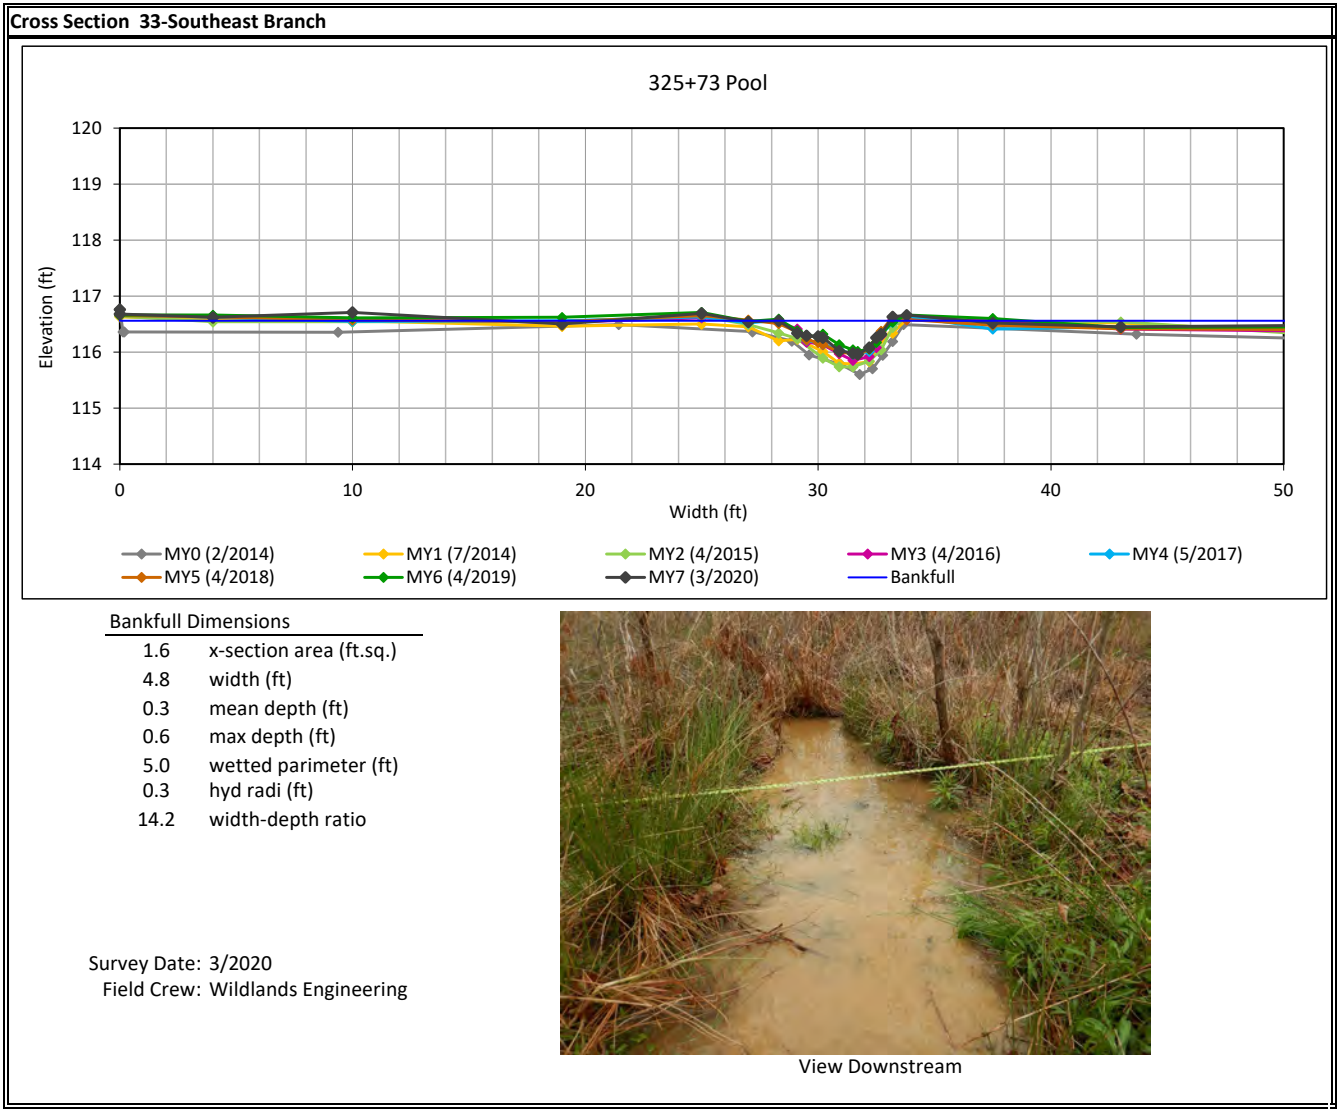 Cross Section 33-Southeast Branch
325+73 Pool
120
119
118
117
116
115
114
Elevation (ft)
0 10 20 30 40 50
Width (ft)
MY0 (2/2014) MY1 (7/2014) MY2 (4/2015) MY3 (4/2016) MY4 (5/2017)
MY5 (4/2018) MY6 (4/2019) MY7 (3/2020) Bankfull
Bankfull Dimensions
1.6 x-section area (ft.sq.)
4.8 width (ft)
0.3 mean depth (ft)
0.6 max depth (ft)
5.0 wetted parimeter (ft)
0.3 hyd radi (ft)
14.2 width-depth ratio
Survey Date: 3/2020
Field Crew: Wildlands Engineering
View Downstream